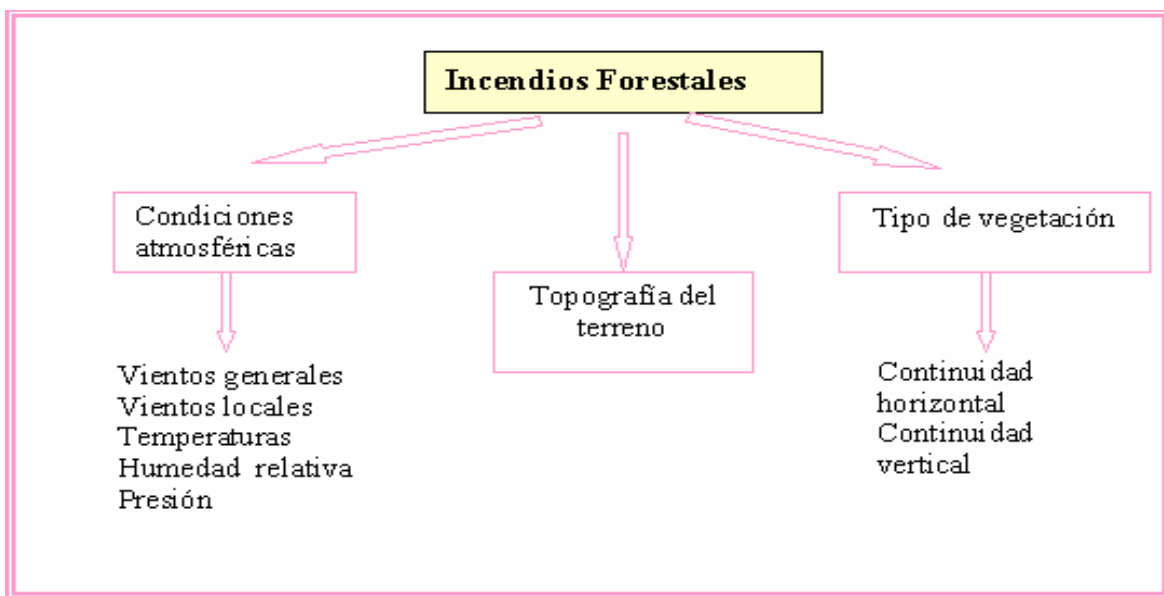 Incendios Forestales
Condiciones
atmosféricas
Tipo de vegetación
Topografía del
terreno
Vientos generales
Vientos locales
Temperaturas
Humedad relativa
Presión
Continuidad
horizontal
Continuidad
vertical